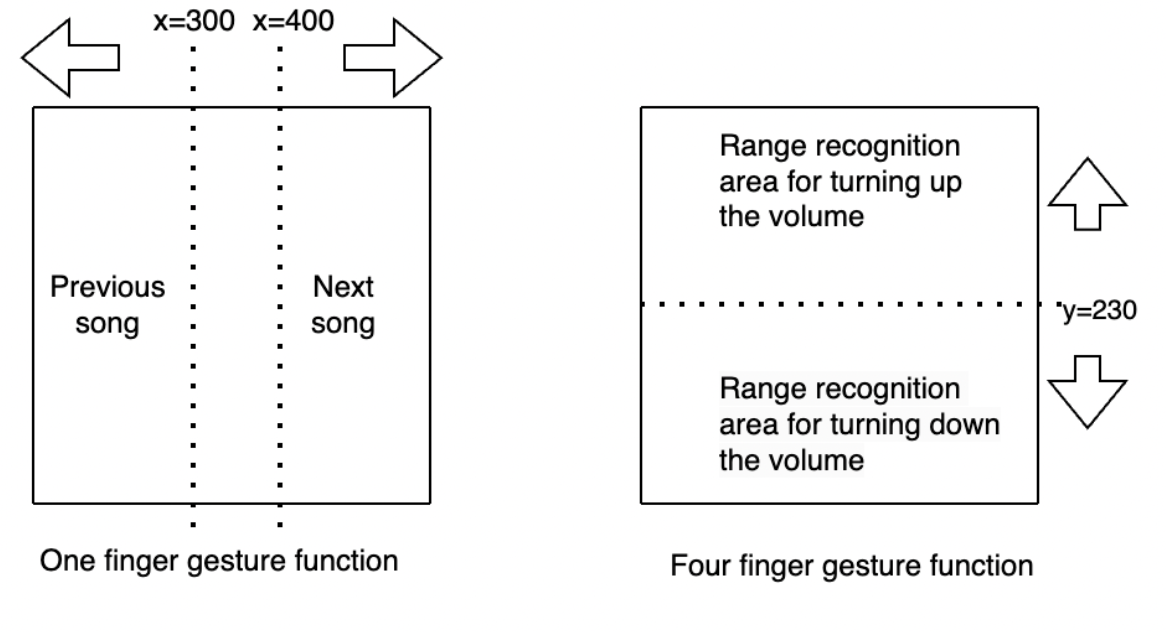 x=300 x=400
Previous
song
Next
song
One finger gesture function
Range recognition
area for turning up
the volume
y=230
Range recognition
area for turning down
the volume
Four finger gesture function